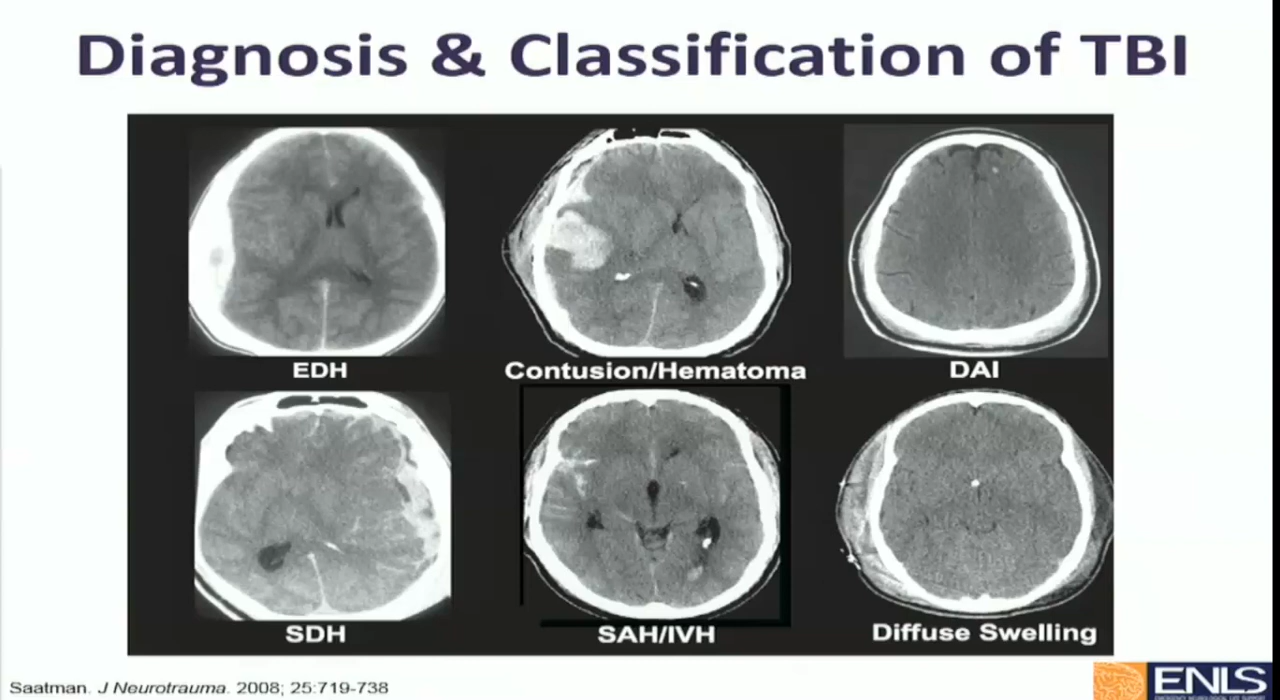 Diagnosis & Classification of TBI
EDH
Contusion/Hematoma
DAI
SDH
SAH/IVH
Diffuse Swelling
Saatman. J Neurotrauma. 2008; 25:719-738
ENLS